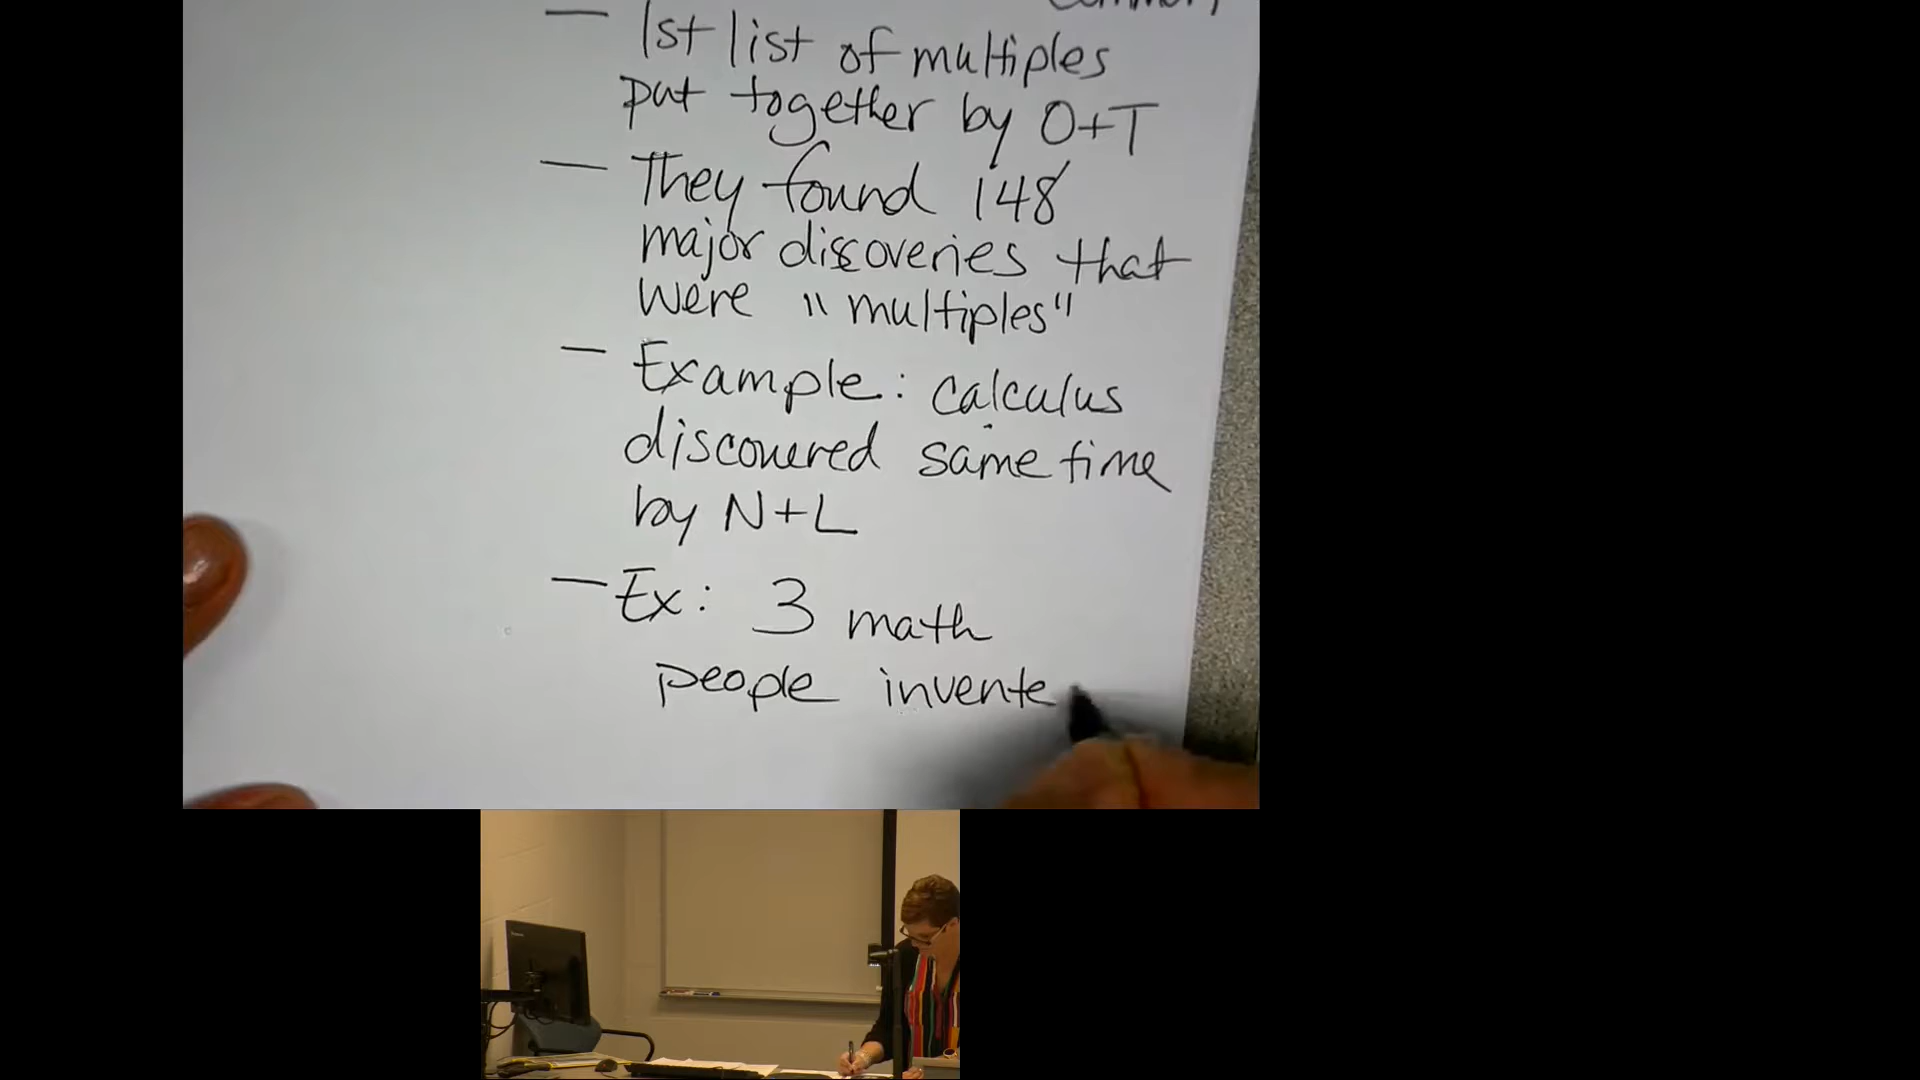 — 1st list of multiples
put together by O+T
— They found 148
major discoveries that
were "multiples"
— Example: calculus
discovered same time
by N+L
— Ex: 3 math
people invente